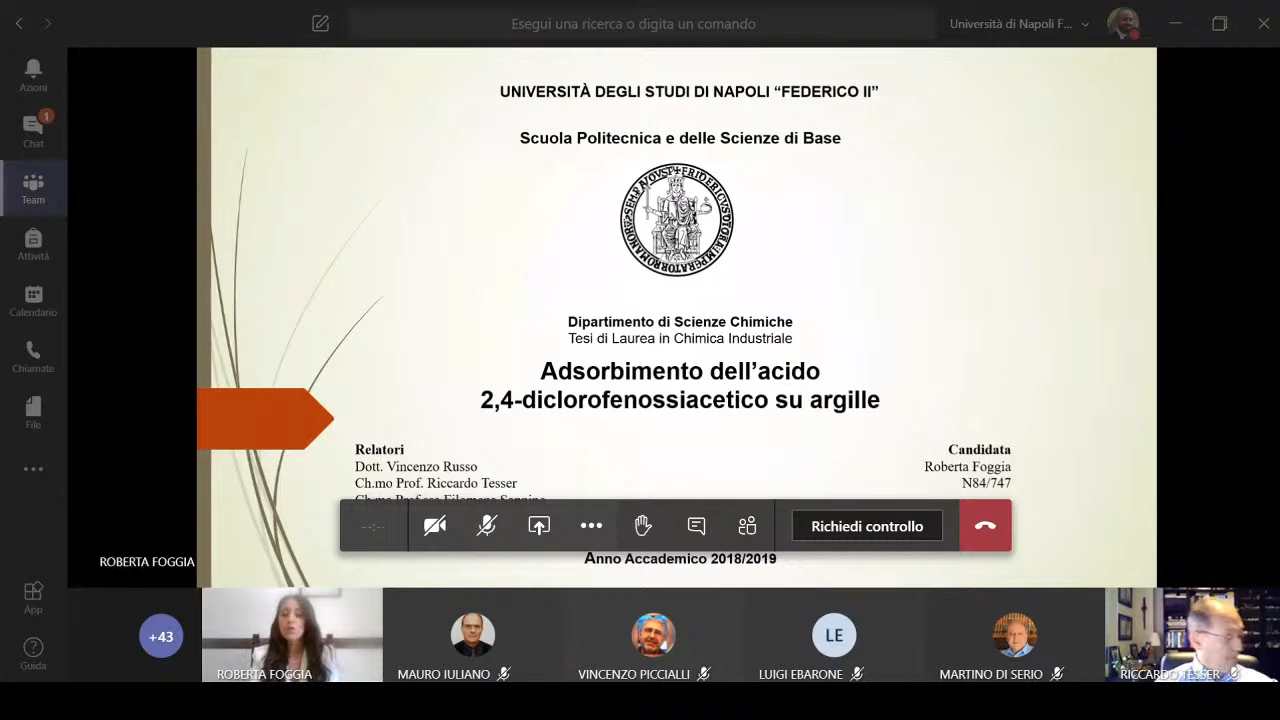 Esegui una ricerca o digita un comando
Università di Napoli F...
Azioni
1
Chat
Team
Attività
Calendario
Chiamate
File
App
Guida
UNIVERSITÀ DEGLI STUDI DI NAPOLI “FEDERICO II”
Scuola Politecnica e delle Scienze di Base
Dipartimento di Scienze Chimiche
Tesi di Laurea in Chimica Industriale
Adsorbimento dell’acido
2,4-diclorofenossiacetico su argille
Relatori
Dott. Vincenzo Russo
Ch.mo Prof. Riccardo Tesser
Candidata
Roberta Foggia
N84/747
--:--
Richiedi controllo
Anno Accademico 2018/2019
ROBERTA FOGGIA
+43
ROBERTA FOGGIA
MAURO IULIANO
VINCENZO PICCIALLI
LE
LUIGI EBARONE
MARTINO DI SERIO
RICCARDO TESSER